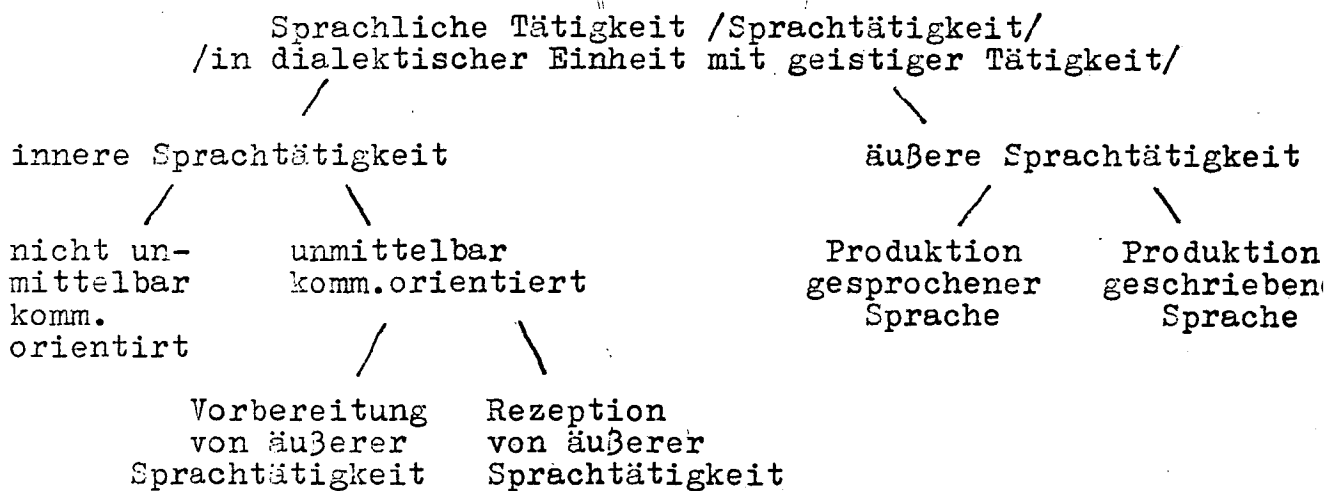 Sprachliche Tätigkeit /Sprachtätigkeit/
/in dialektischer Einheit mit geistiger Tätigkeit/
innere Sprachtätigkeit
äußere Sprachtätigkeit
nicht un-
mittelbar
komm.
orientirt
unmittelbar
komm.orientiert
Produktion
gesprochener
Sprache
Produktion
geschrieben
Sprache
Vorbereitung
von äußerer
Sprachtätigkeit
Rezeption
von äußerer
Sprachtätigkeit